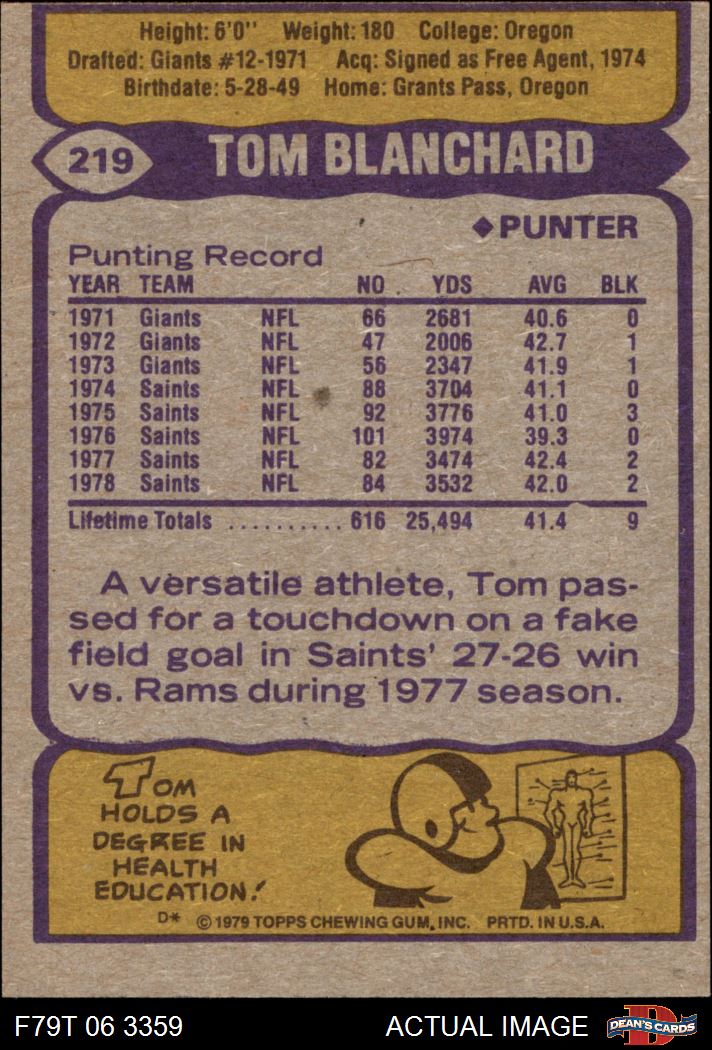 Height: 6'0" Weight: 180 College: Oregon
Drafted: Giants #12-1971 Acq: Signed as Free Agent, 1974
Birthdate: 5-28-49 Home: Grants Pass, Oregon
219 TOM BLANCHARD
◆PUNTER
Punting Record
YEAR TEAM NO. YDS AVG BLK
1971 Giants NFL 66 2681 40.6 0
1972 Giants NFL 47 2006 42.7 1
1973 Giants NFL 56 2347 41.9 1
1974 Saints NFL 88 3704 41.1 0
1975 Saints NFL 92 3776 41.0 3
1976 Saints NFL 101 3974 39.3 0
1977 Saints NFL 82 3474 42.4 2
1978 Saints NFL 84 3532 42.0 2
Lifetime Totals .......... 616 25,494 41.4 9
A versatile athlete, Tom pas-
sed for a touchdown on a fake
field goal in Saints' 27-26 win
vs. Rams during 1977 season.
TOM
HOLDS A
DEGREE IN
HEALTH
EDUCATION!
D* © 1979 TOPPS CHEWING GUM, INC. PRTD. IN U.S.A.
F79T 06 3359 ACTUAL IMAGE DEAN'S CARDS